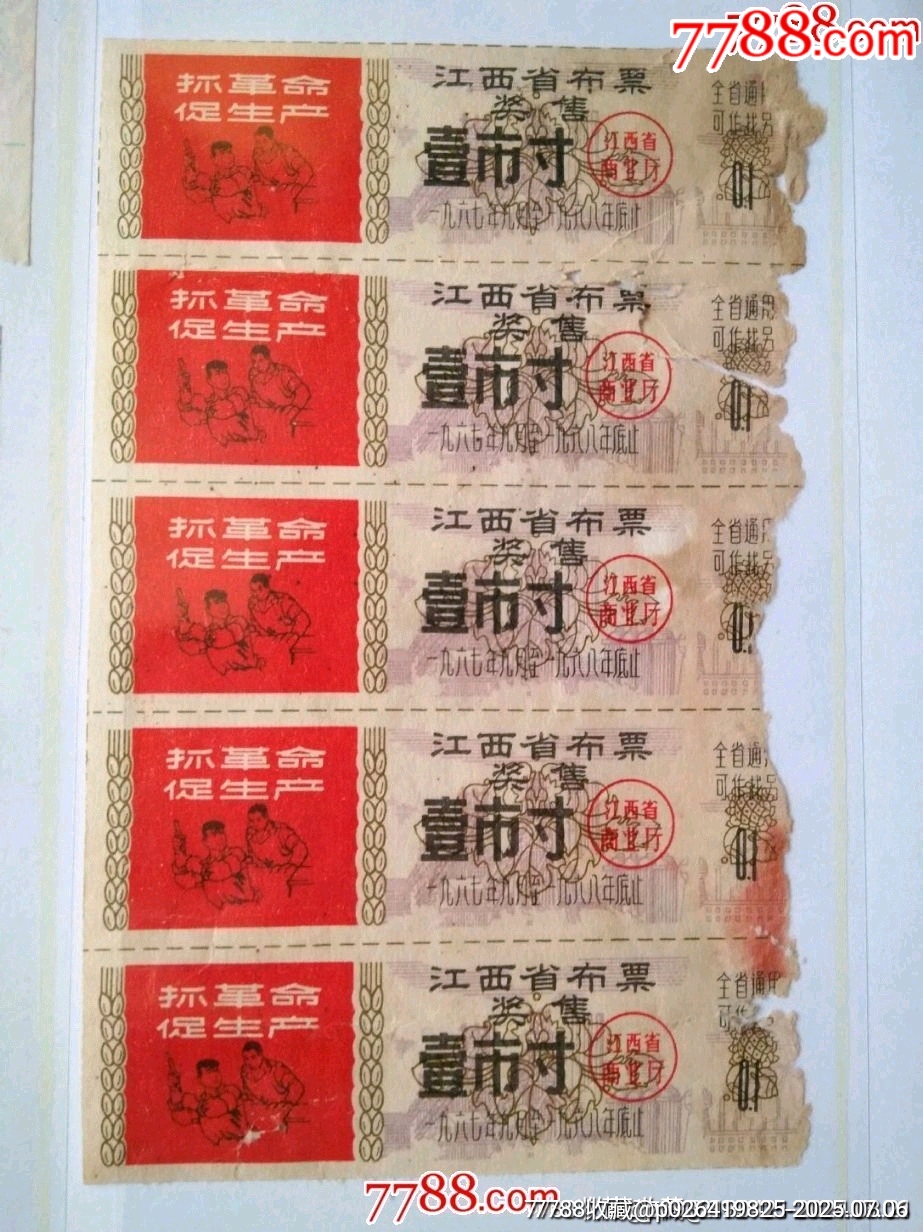 7788.com
抓革命
促生产
江西省布票
奖售
壹市寸
江西省
商业厅
一九六七年九月至一九六八年底止
全省通
可作找
0.1
抓革命
促生产
江西省布票
奖售
壹市寸
江西省
商业厅
一九六七年九月至一九六八年底止
全省通用
可作找
0.1
抓革命
促生产
江西省布票
奖售
壹市寸
江西省
商业厅
一九六七年九月至一九六八年底止
全省通
可作找
0.1
抓革命
促生产
江西省布票
奖售
壹市寸
江西省
商业厅
一九六七年九月至一九六八年底止
全省通
可作找
0.1
抓革命
促生产
江西省布票
奖售
壹市寸
江西省
商业厅
一九六七年九月至一九六八年底止
全省通用
可作
0.1
7788.com
7788收藏@p026419825-2025.07.06